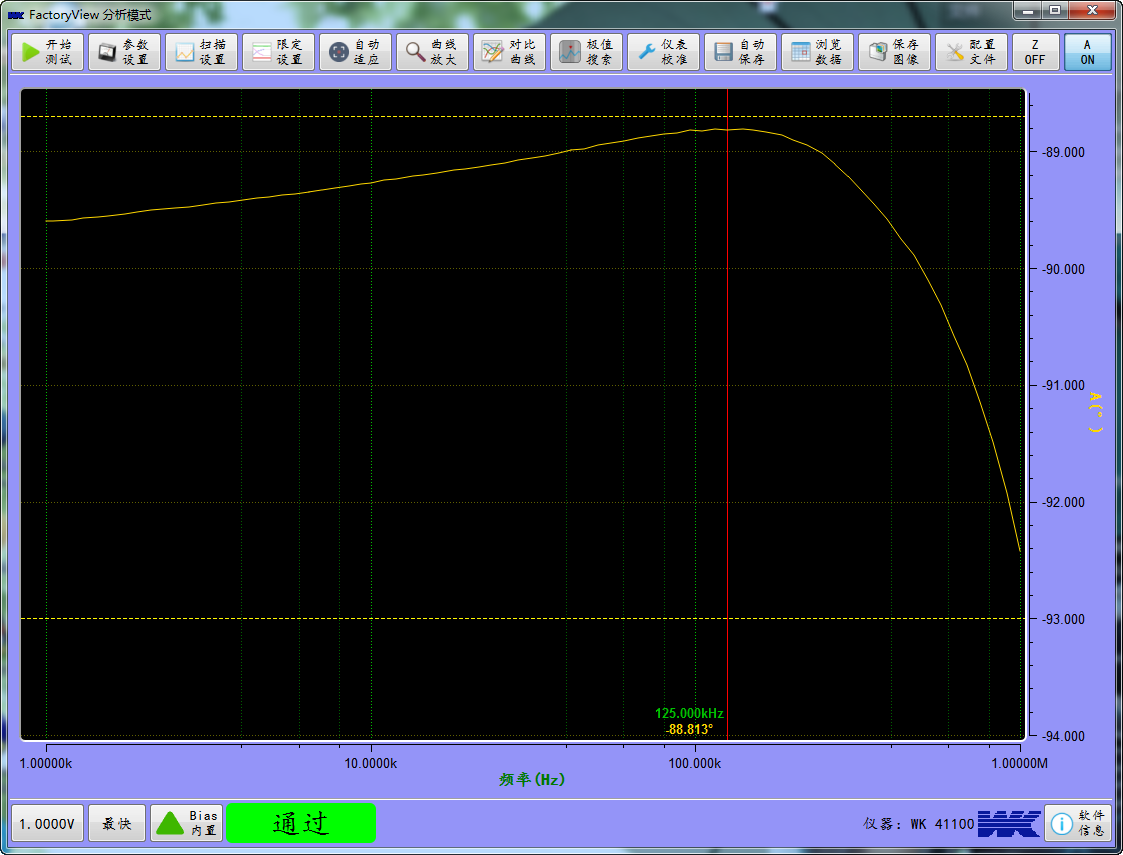 FactoryView 分析模式
开始
测试
参数
设置
扫描
设置
限定
设置
自动
适应
曲线
放大
对比
曲线
极值
搜索
仪表
校准
自动
保存
浏览
数据
保存
图像
配置
文件
Z
OFF
A
ON
-89.000
-90.000
-91.000
A(°)
-92.000
-93.000
-94.000
125.000kHz
-88.813°
1.00000k
10.0000k
100.000k
1.00000M
频率(Hz)
1.0000V
最快
Bias
内置
通过
仪器: WK 41100
WK
软件
信息